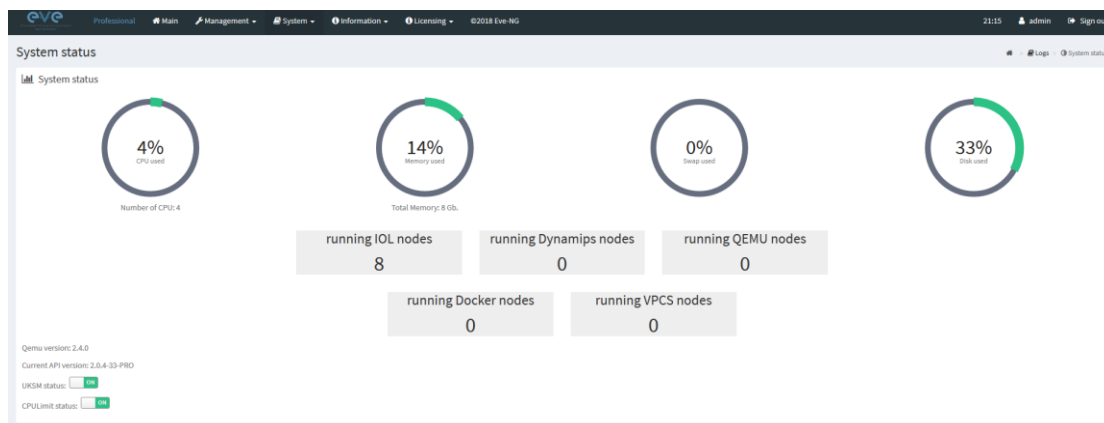 eve Professional Main Management System Information Licensing ©2018 Eve-NG 21:15 admin Sign ou
System status Logs System statu
System status
4% 14% 0% 33%
CPU used Memory used Swap used Disk used
Number of CPU: 4 Total Memory: 8 Gb.
running IOL nodes running Dynamips nodes running QEMU nodes
8 0 0
running Docker nodes running VPCS nodes
0 0
Qemu version: 2.4.0
Current API version: 2.0.4-33-PRO
UKSM status: ON
CPULimit status: ON